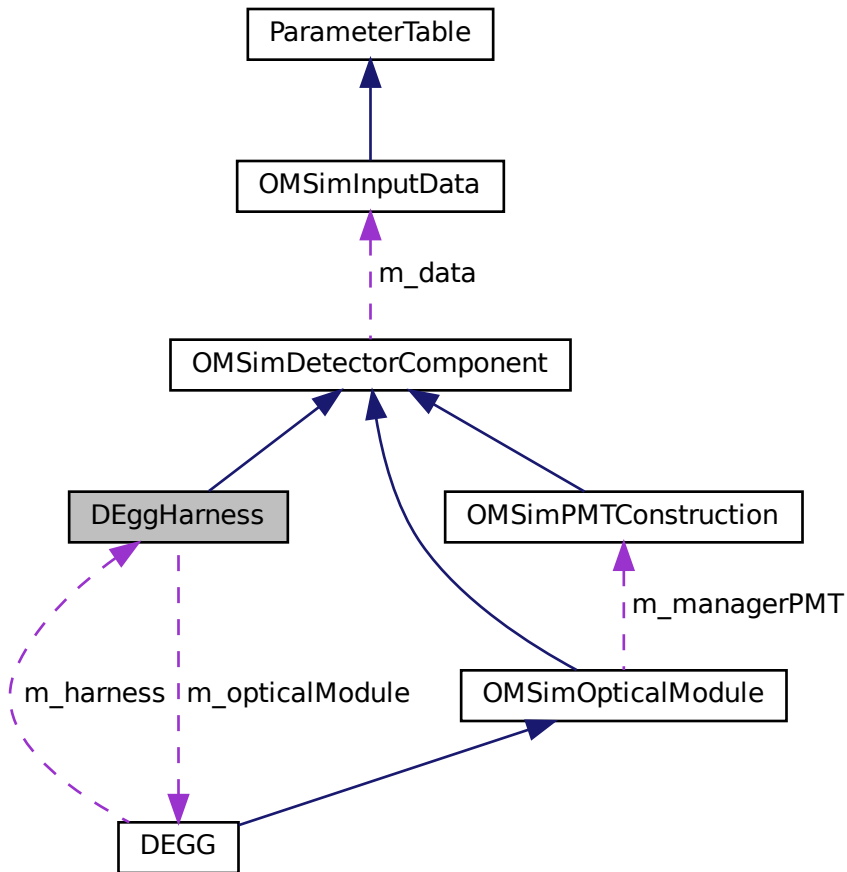 ParameterTable
OMSimInputData
m_data
OMSimDetectorComponent
DEggHarness
OMSimPMTConstruction
m_managerPMT
m_harness
m_opticalModule
OMSimOpticalModule
DEGG